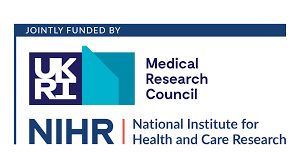 JOINTLY FUNDED BY
UK
RI
Medical
Research
Council
NIHR | National Institute for
Health and Care Research